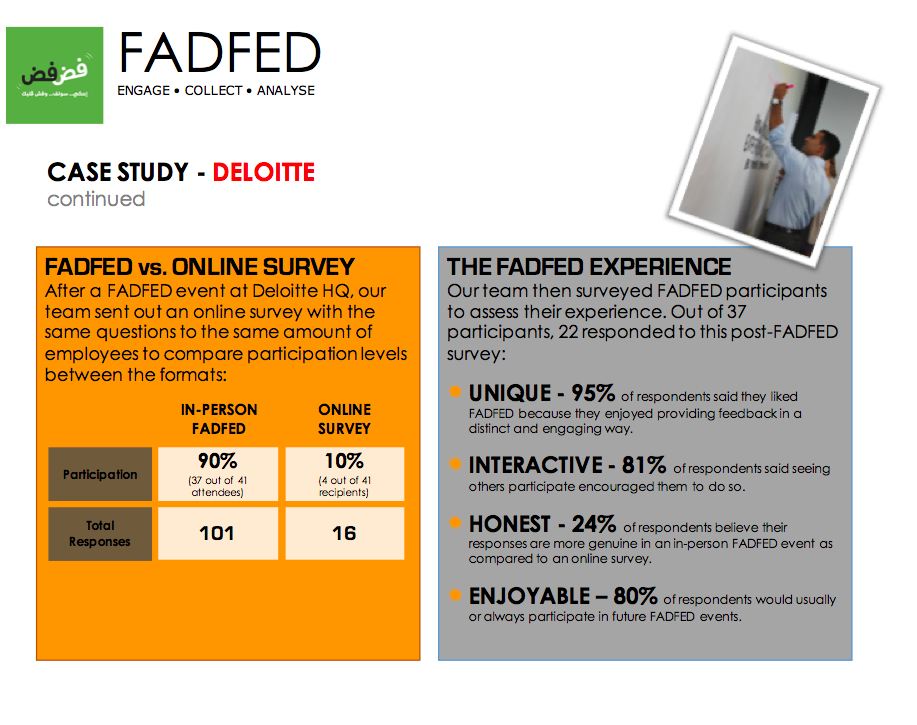 فضفض
إحكي.. سولف.. وفش قلبك
FADFED
ENGAGE • COLLECT • ANALYSE
CASE STUDY - DELOITTE
continued
FADFED vs. ONLINE SURVEY
After a FADFED event at Deloitte HQ, our
team sent out an online survey with the
same questions to the same amount of
employees to compare participation levels
between the formats:
IN-PERSON
FADFED
ONLINE
SURVEY
Participation
90%
(37 out of 41
attendees)
10%
(4 out of 41
recipients)
Total
Responses
101
16
THE FADFED EXPERIENCE
Our team then surveyed FADFED participants
to assess their experience. Out of 37
participants, 22 responded to this post-FADFED
survey:
UNIQUE - 95% of respondents said they liked
FADFED because they enjoyed providing feedback in a
distinct and engaging way.
INTERACTIVE - 81% of respondents said seeing
others participate encouraged them to do so.
HONEST - 24% of respondents believe their
responses are more genuine in an in-person FADFED event as
compared to an online survey.
ENJOYABLE – 80% of respondents would usually
or always participate in future FADFED events.